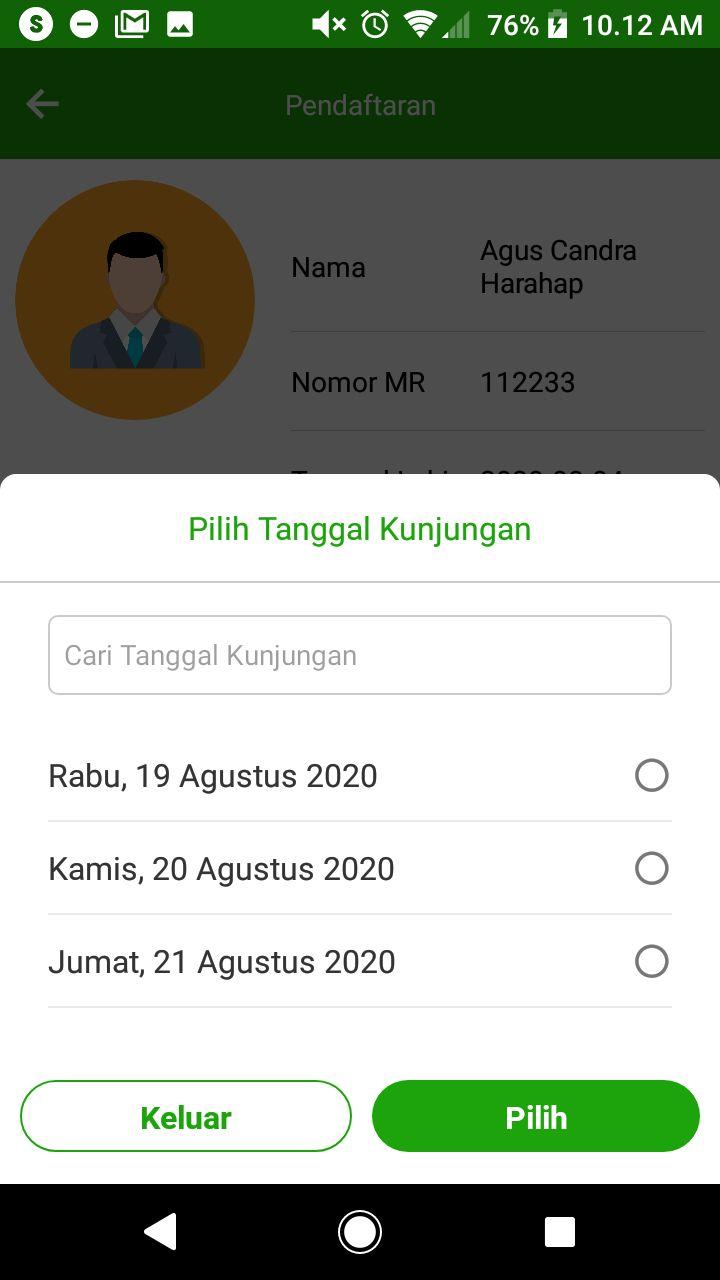 S
76% 10.12 AM
Pendaftaran
Nama
Agus Candra
Harahap
Nomor MR 112233
Pilih Tanggal Kunjungan
Cari Tanggal Kunjungan
Rabu, 19 Agustus 2020
Kamis, 20 Agustus 2020
Jumat, 21 Agustus 2020
Keluar
Pilih